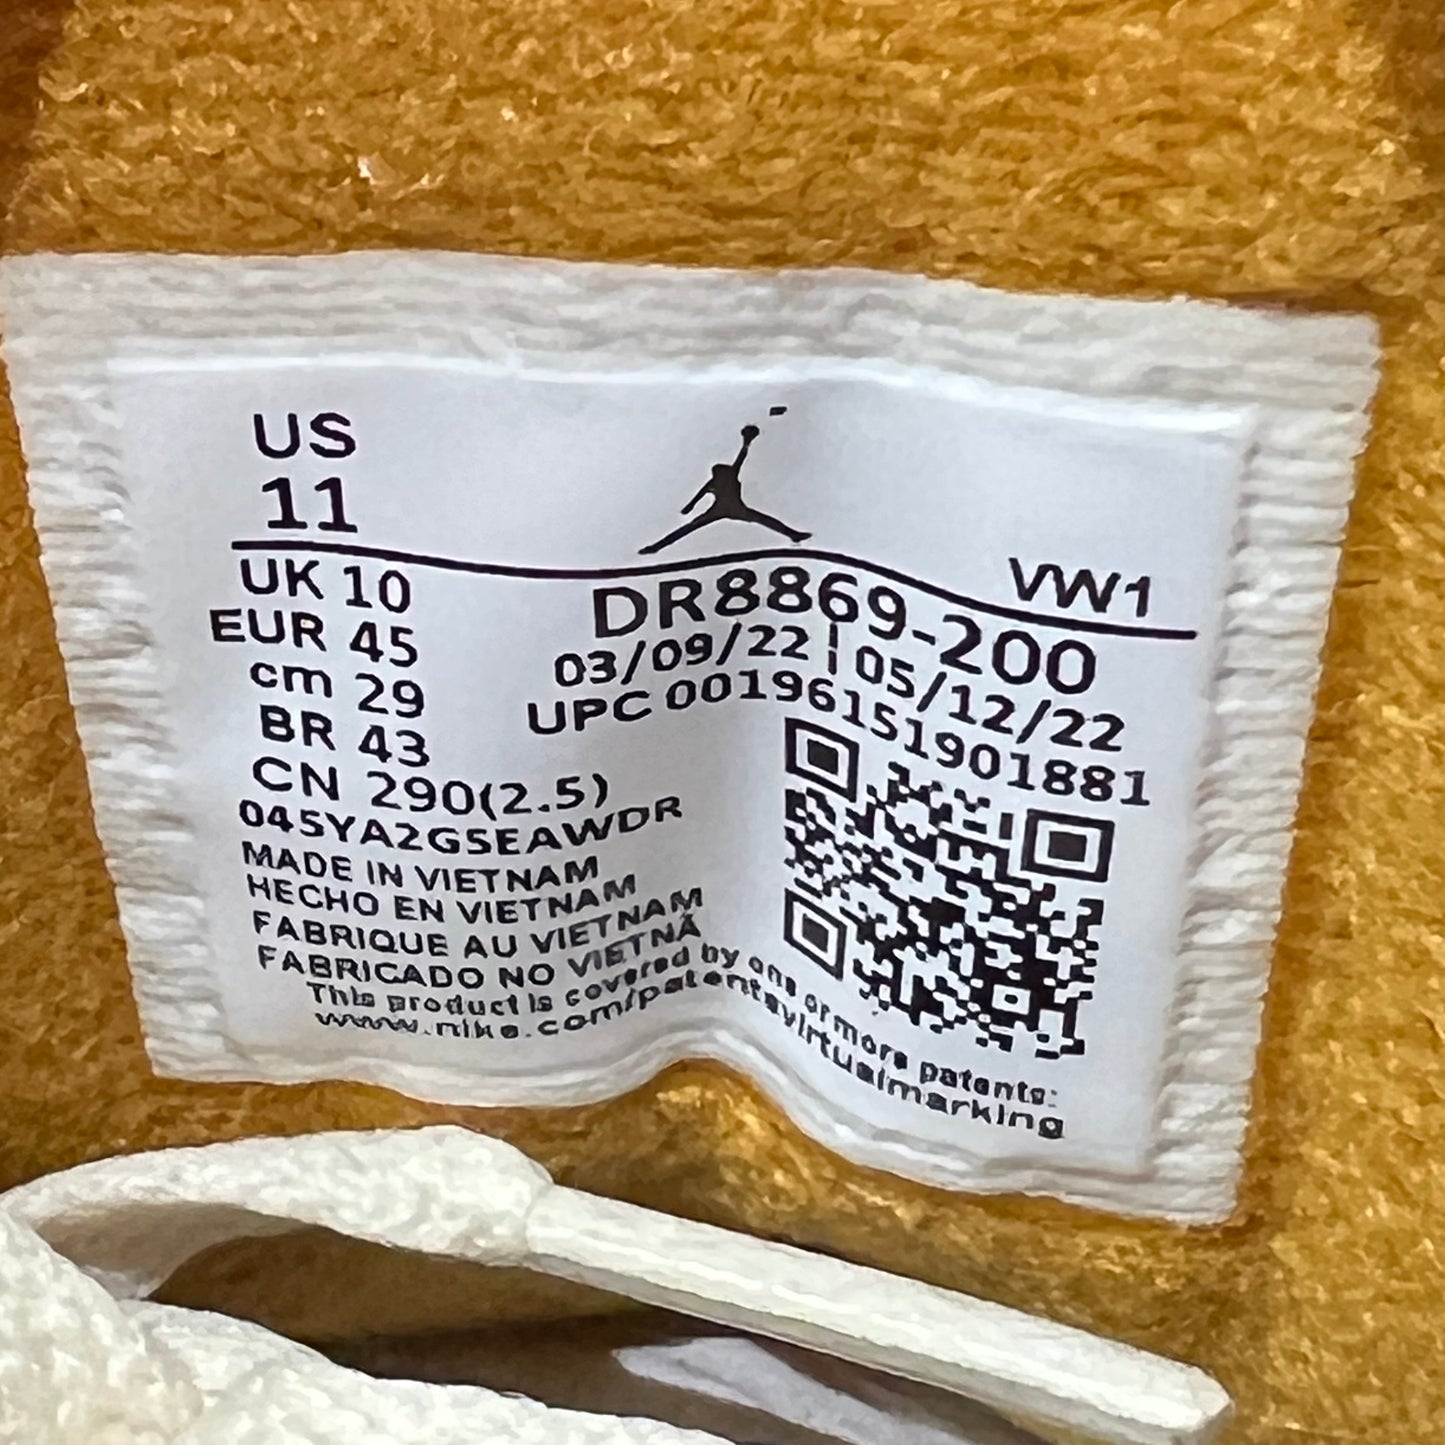 US
11
VW1
UK 10
EUR 45
cm 29
BR 43
CN 290(2.5)
DR8869-200
03/09/22 | 05/12/22
UPC 00196151901881
045YA2GSEAWDR
MADE IN VIETNAM
HECHO EN VIETNAM
FABRIQUE AU VIETNAM
FABRICADO NO VIETNÃ
This product is covered by one or more patents:
www.nike.com/patentsvirtualmarking